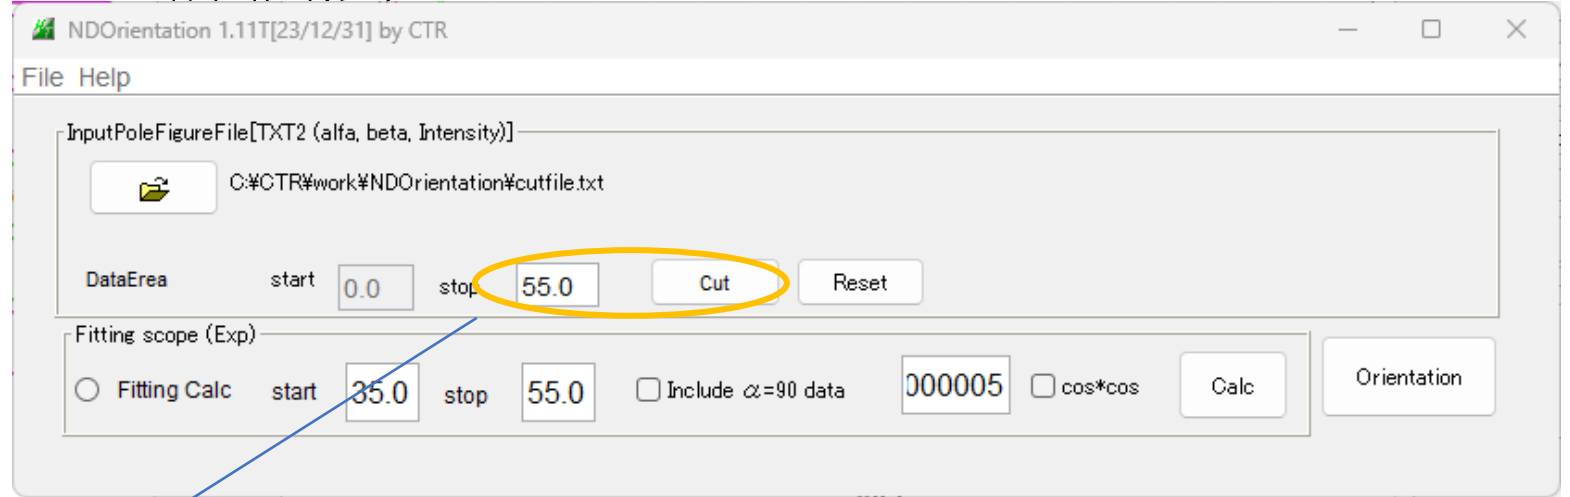 NDOrientation 1.11T[23/12/31] by CTR
File Help
InputPoleFigureFile[TXT2 (alfa, beta, Intensity)]
C:¥CTR¥work¥NDOrientation¥cutfile.txt
DataErea start 0.0 stop 55.0 Cut Reset
Fitting scope (Exp)
Fitting Calc start 35.0 stop 55.0 Include α=90 data 000005 cos*cos Calc Orientation